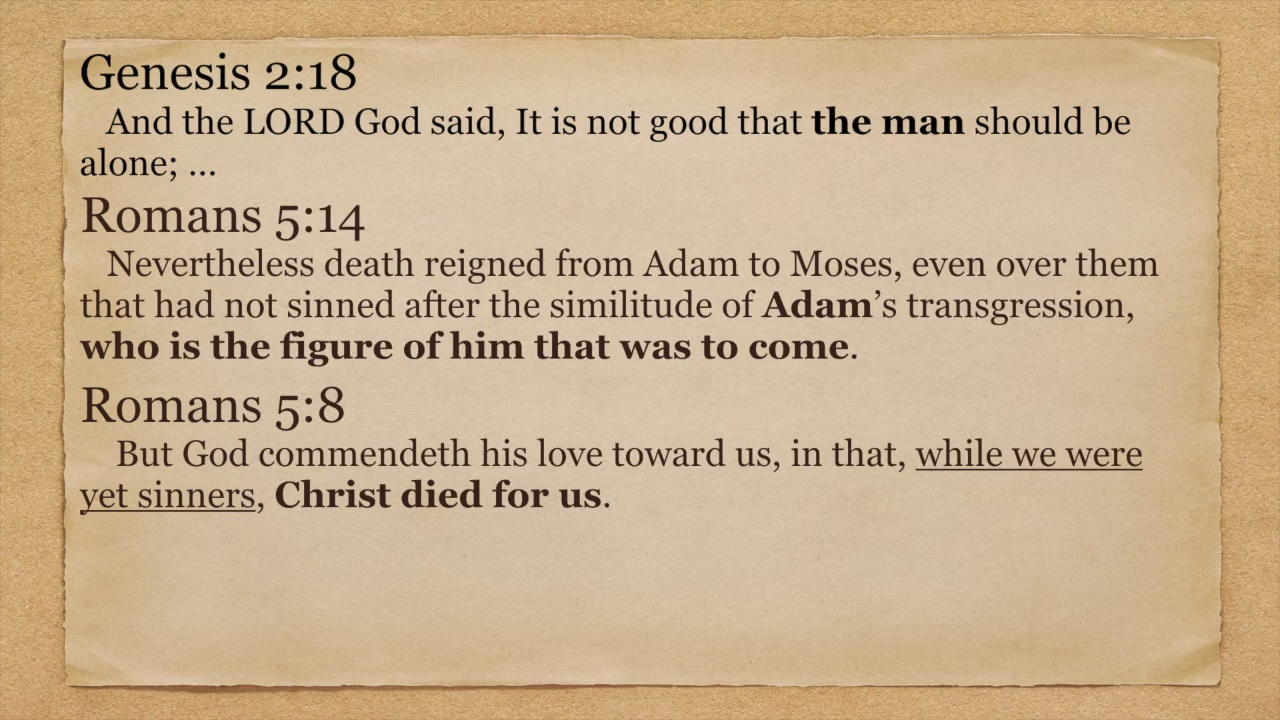 Genesis 2:18
And the LORD God said, It is not good that the man should be
alone; ...
Romans 5:14
Nevertheless death reigned from Adam to Moses, even over them
that had not sinned after the similitude of Adam’s transgression,
who is the figure of him that was to come.
Romans 5:8
But God commendeth his love toward us, in that, while we were
yet sinners, Christ died for us.